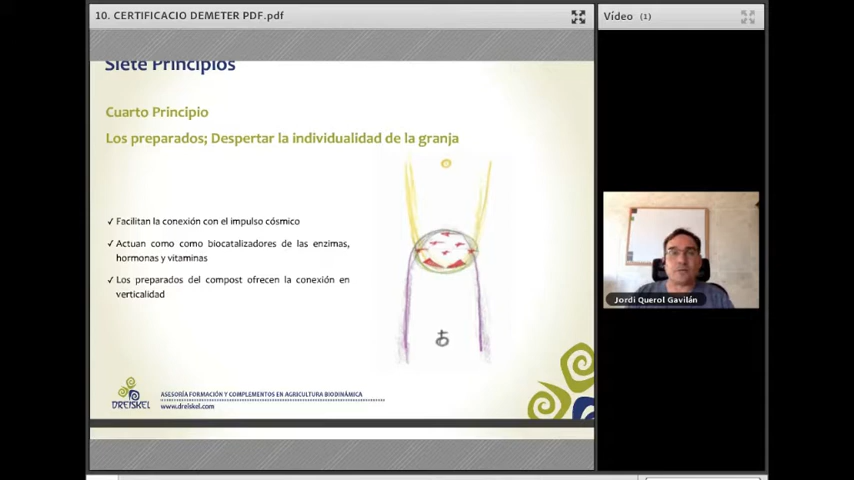 10. CERTIFICACIO DEMETER PDF.pdf
Vídeo (1)
Siete Principios
Cuarto Principio
Los preparados; Despertar la individualidad de la granja
✓ Facilitan la conexión con el impulso cósmico
✓ Actuan como como biocatalizadores de las enzimas,
hormonas y vitaminas
✓ Los preparados del compost ofrecen la conexión en
verticalidad
Jordi Querol Gavilán
DREISKEL
ASESORÍA FORMACIÓN Y COMPLEMENTOS EN AGRICULTURA BIODINÁMICA
www.dreiskel.com